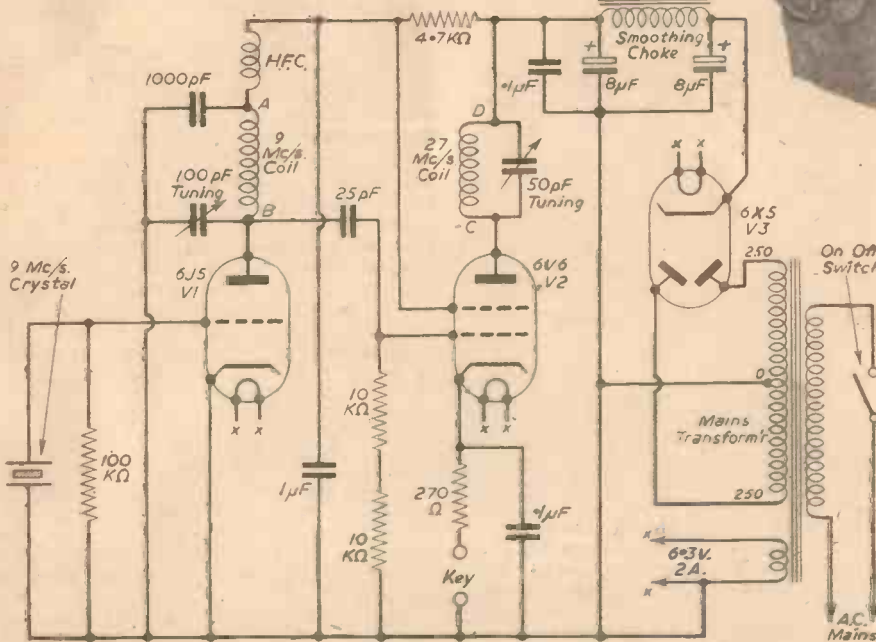 4·7KΩ
Smoothing
Choke
H.F.C.
1000pF
·1μF
+
8μF
+
8μF
A
9
Mc/s.
Coil
D
27
Mc/s
Coil
50pF
Tuning
x x
100pF
Tuning
25pF
B
C
6X5
V3
250
On Off
Switch
9 Mc/s.
Crystal
6J5
V1
6V6
V2
0
Mains
Transform'r
x x
x x
10
KΩ
100
KΩ
1μF
270
Ω
·1μF
250
10
KΩ
Key
x
6·3V.
2A.
x
A.C.
Mains